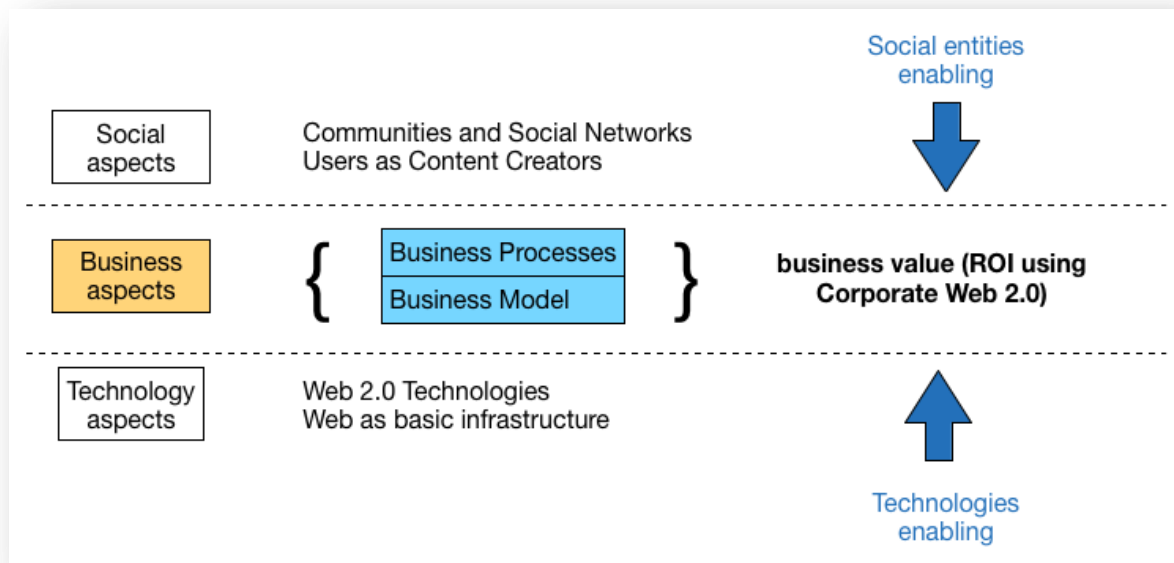 Social entities
enabling
Social
aspects
Communities and Social Networks
Users as Content Creators
Business
aspects
{
Business Processes
Business Model
}
business value (ROI using
Corporate Web 2.0)
Technology
aspects
Web 2.0 Technologies
Web as basic infrastructure
Technologies
enabling